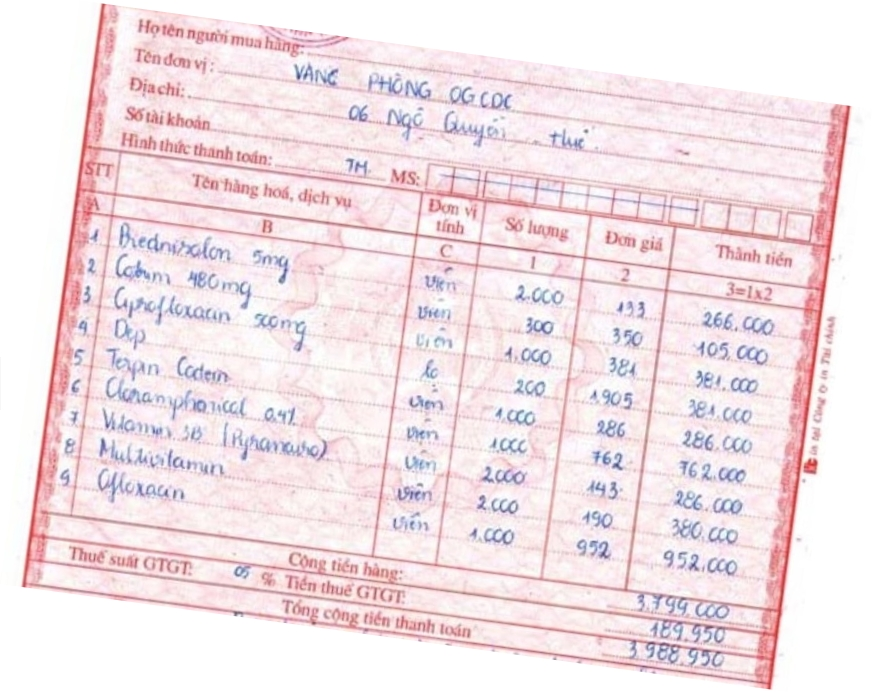 Họ tên người mua hàng:
Tên đơn vị: VĂNG PHÒNG OGCDC
Địa chỉ: 06 Ngô Quyền Huế
Số tài khoản
Hình thức thanh toán: TM. MS:
STT Tên hàng hoá, dịch vụ Đơn vị tính Số lượng Đơn giá Thành tiền
A B C 1 2 3=1x2
1 Prednisolon 5mg viên 2.000 133 266.000
2 Cotrim 480mg viên 300 350 105.000
3 Ciprofloxacin 500mg viên 1.000 381 381.000
4 Dep lọ 200 1.905 381.000
5 Terpin Codein viên 1.000 286 286.000
6 Cloramphenicol 0.4% viên 1.000 762 762.000
7 Vitamin 3B viên 2000 143 286.000
8 Multivitamin viên 2.000 190 380.000
9 Ofloxacin viên 1.000 952 952.000
Cộng tiền hàng: 3.799.000
Thuế suất GTGT: 05 % Tiền thuế GTGT: 189.950
Tổng cộng tiền thanh toán 3.988.950
in tại Công ty in Tài chính